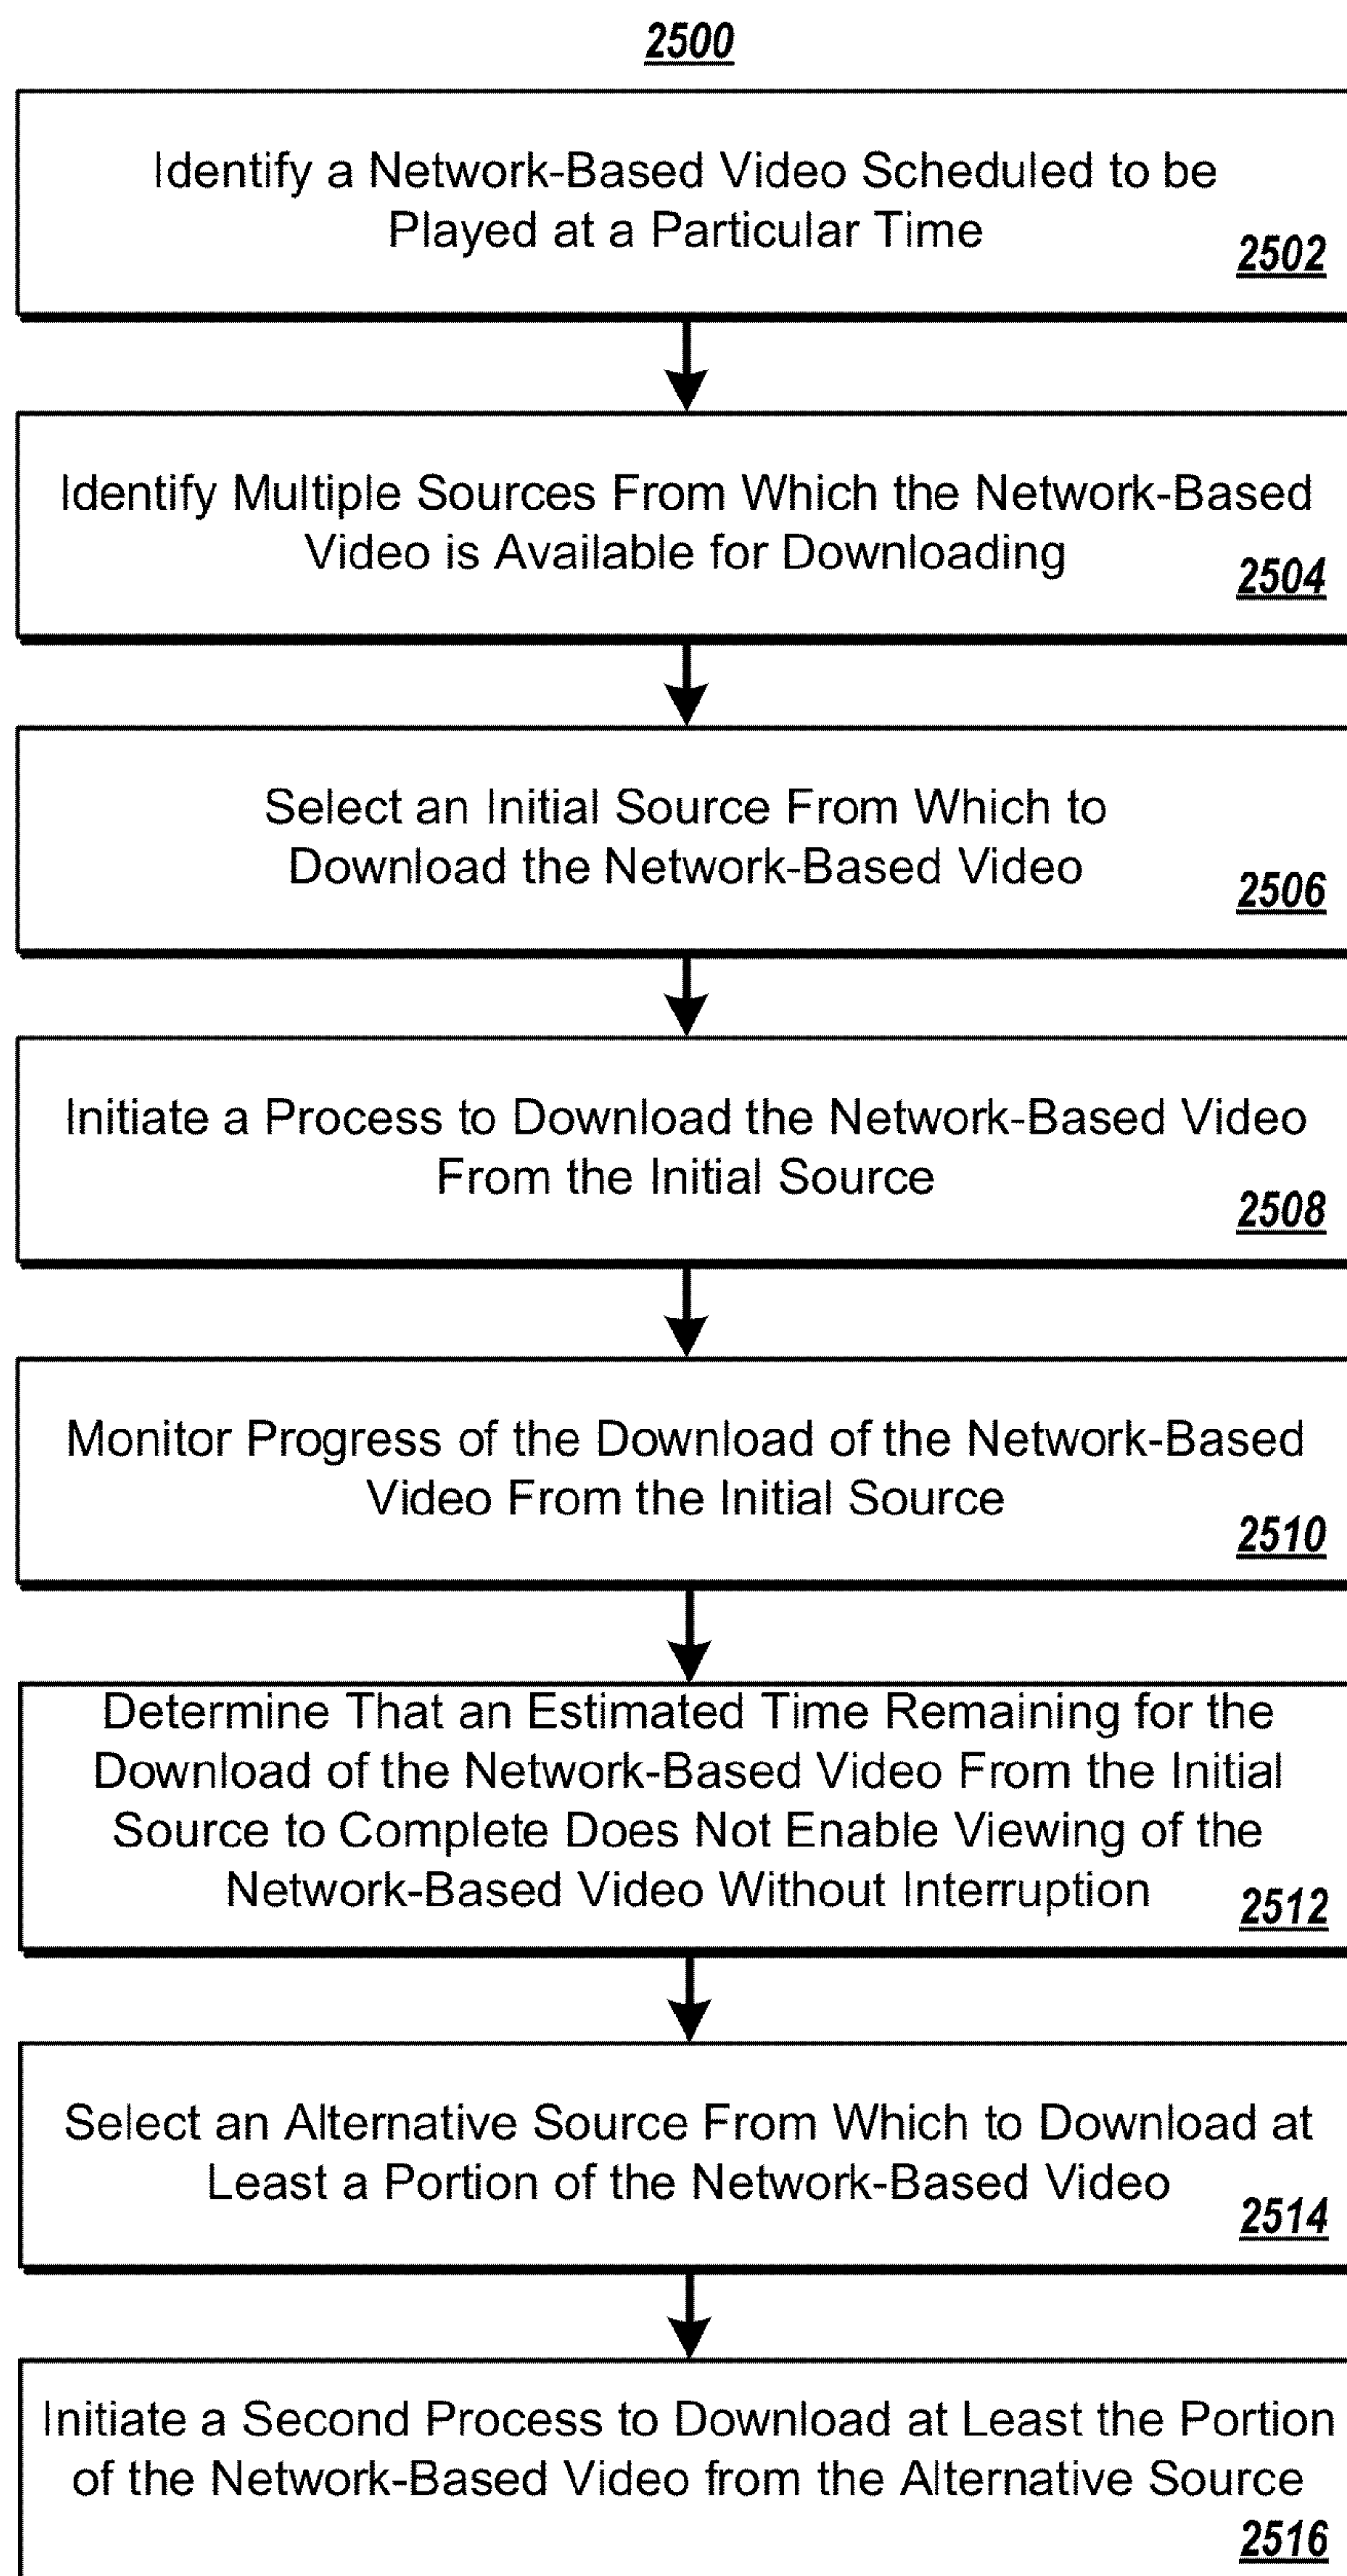 2500
Identify a Network-Based Video Scheduled to be
Played at a Particular Time
2502
Identify Multiple Sources From Which the Network-Based
Video is Available for Downloading
2504
Select an Initial Source From Which to
Download the Network-Based Video
2506
Initiate a Process to Download the Network-Based Video
From the Initial Source
2508
Monitor Progress of the Download of the Network-Based
Video From the Initial Source
2510
Determine That an Estimated Time Remaining for the
Download of the Network-Based Video From the Initial
Source to Complete Does Not Enable Viewing of the
Network-Based Video Without Interruption
2512
Select an Alternative Source From Which to Download at
Least a Portion of the Network-Based Video
2514
Initiate a Second Process to Download at Least the Portion
of the Network-Based Video from the Alternative Source
2516